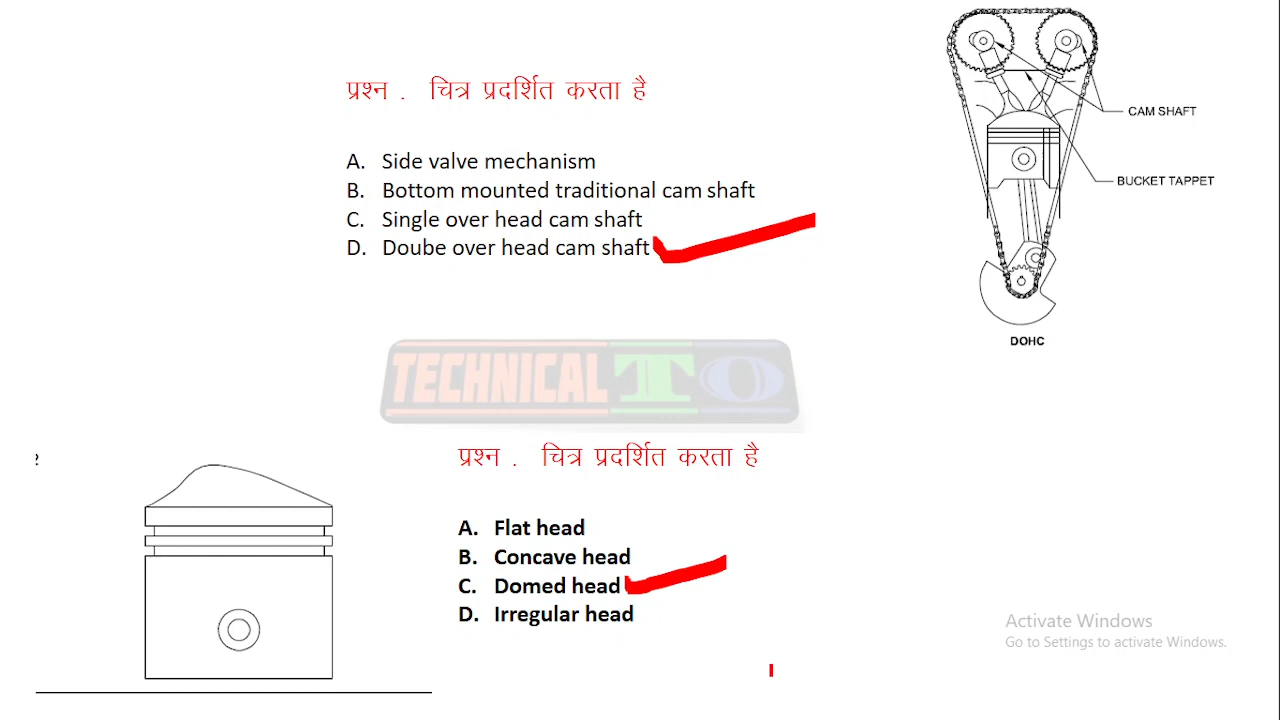 प्रश्न . चित्र प्रदर्शित करता है
A. Side valve mechanism
B. Bottom mounted traditional cam shaft
C. Single over head cam shaft
D. Doube over head cam shaft
CAM SHAFT
BUCKET TAPPET
DOHC
TECHNICAL TO
प्रश्न . चित्र प्रदर्शित करता है
A. Flat head
B. Concave head
C. Domed head
D. Irregular head
Activate Windows
Go to Settings to activate Windows.